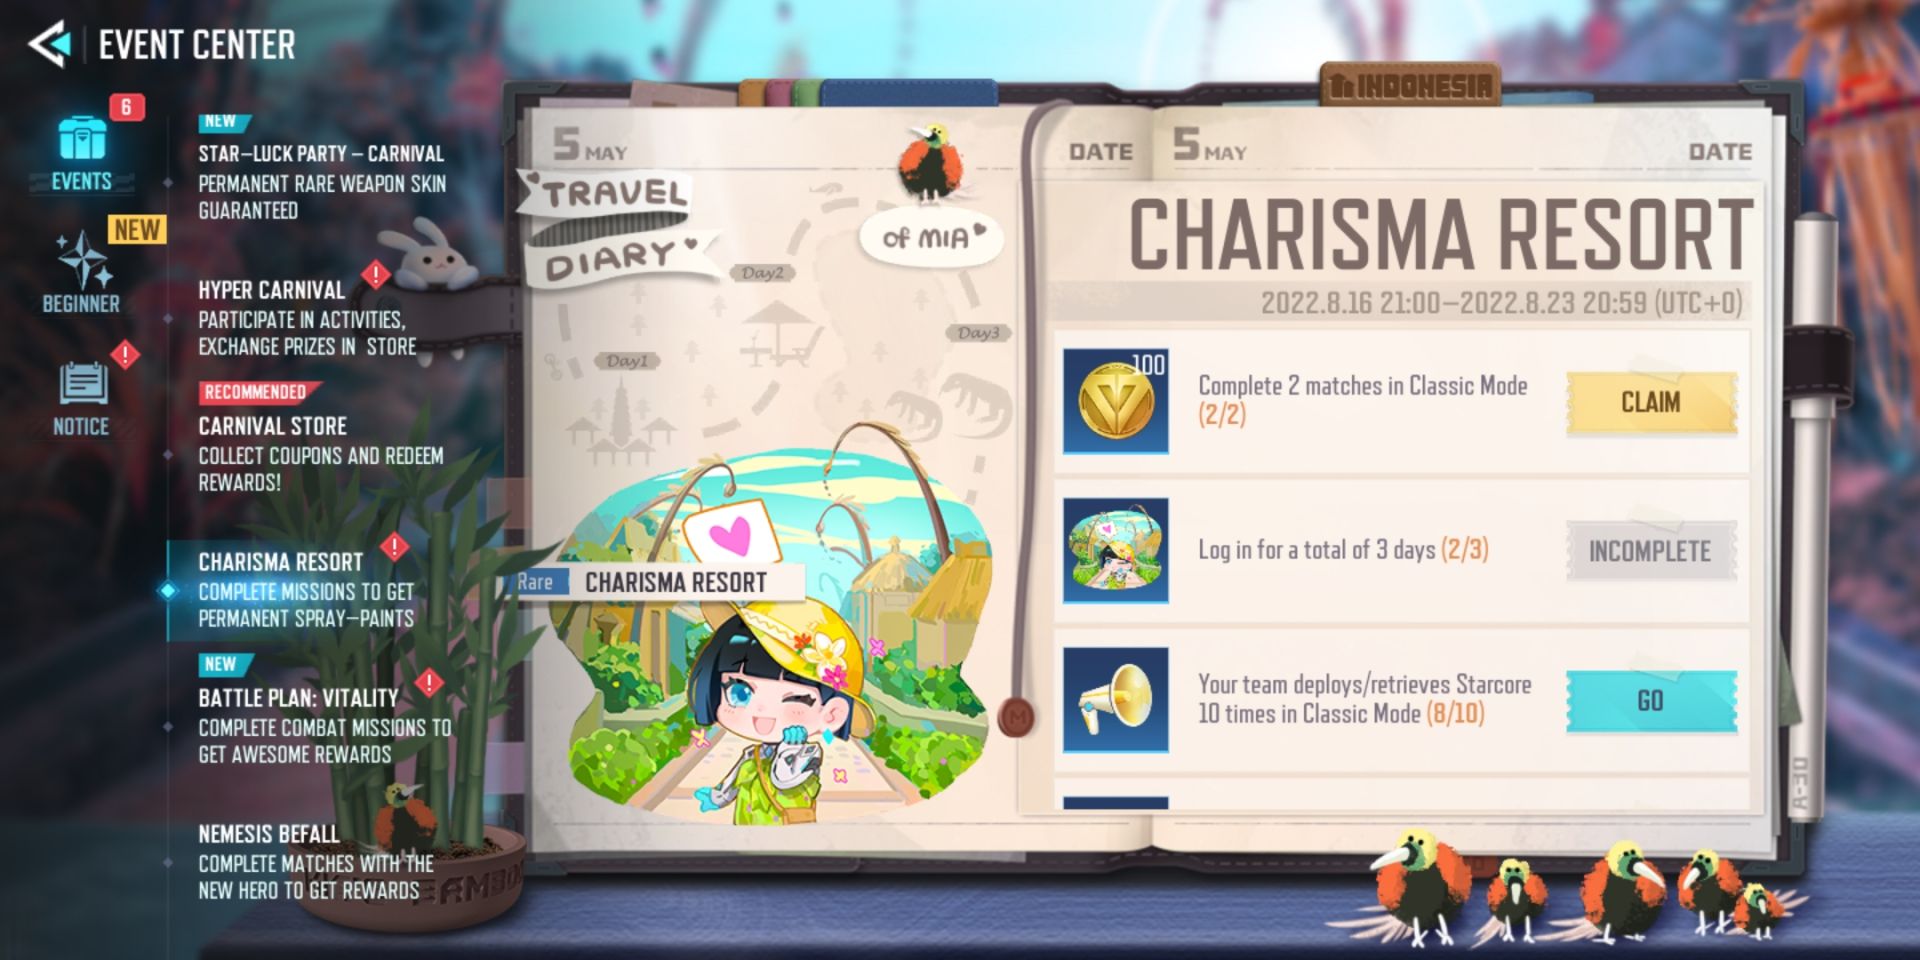 EVENT CENTER
6
EVENTS
NEW
BEGINNER
NOTICE
NEW
STAR-LUCK PARTY - CARNIVAL
PERMANENT RARE WEAPON SKIN
GUARANTEED
HYPER CARNIVAL
PARTICIPATE IN ACTIVITIES,
EXCHANGE PRIZES IN STORE
RECOMMENDED
CARNIVAL STORE
COLLECT COUPONS AND REDEEM
REWARDS!
CHARISMA RESORT
COMPLETE MISSIONS TO GET
PERMANENT SPRAY-PAINTS
NEW
BATTLE PLAN: VITALITY
COMPLETE COMBAT MISSIONS TO
GET AWESOME REWARDS
NEMESIS BEFALL
COMPLETE MATCHES WITH THE
NEW HERO TO GET REWARDS
5 MAY
DATE
TRAVEL
DIARY
of MIA
Day2
Day3
Day1
Rare
CHARISMA RESORT
M
INDONESIA
5 MAY
DATE
CHARISMA RESORT
2022.8.16 21:00-2022.8.23 20:59 (UTC+0)
100
Complete 2 matches in Classic Mode
(2/2)
CLAIM
Log in for a total of 3 days (2/3)
INCOMPLETE
Your team deploys/retrieves Starcore
10 times in Classic Mode (8/10)
GO